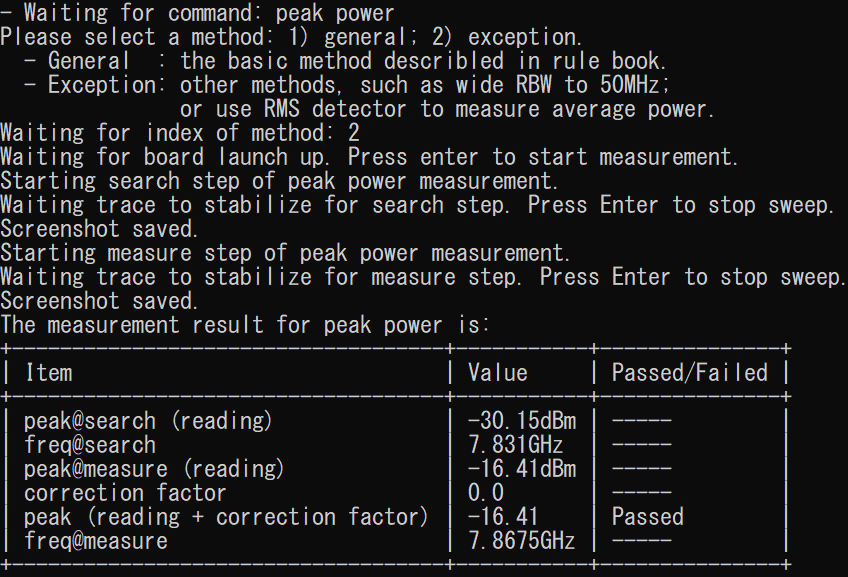 - Waiting for command: peak power
Please select a method: 1) general; 2) exception.
  - General  : the basic method describled in rule book.
  - Exception: other methods, such as wide RBW to 50MHz;
               or use RMS detector to measure average power.
Waiting for index of method: 2
Waiting for board launch up. Press enter to start measurement.
Starting search step of peak power measurement.
Waiting trace to stabilize for search step. Press Enter to stop sweep.
Screenshot saved.
Starting measure step of peak power measurement.
Waiting trace to stabilize for measure step. Press Enter to stop sweep.
Screenshot saved.
The measurement result for peak power is:
+------------------------------------+-----------+---------------+
| Item                               | Value     | Passed/Failed |
+------------------------------------+-----------+---------------+
| peak@search (reading)              | -30.15dBm | -----         |
| freq@search                        | 7.831GHz  | -----         |
| peak@measure (reading)             | -16.41dBm | -----         |
| correction factor                  | 0.0       | -----         |
| peak (reading + correction factor) | -16.41    | Passed        |
| freq@measure                       | 7.8675GHz | -----         |
+------------------------------------+-----------+---------------+